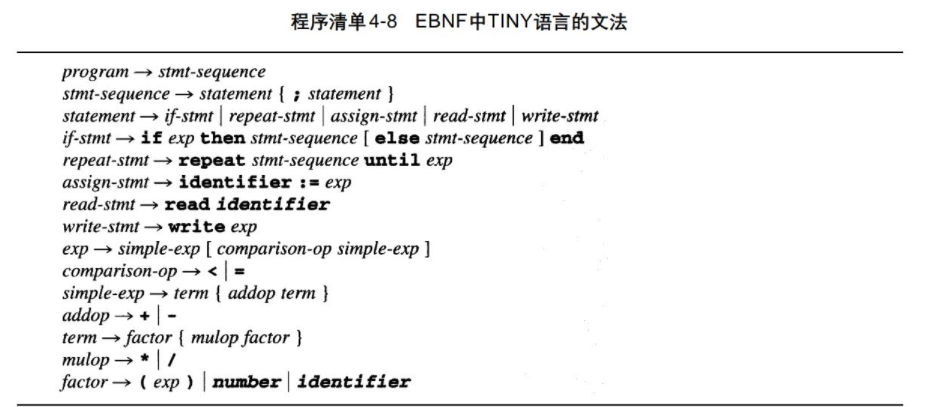 程序清单4-8 EBNF中TINY语言的文法
program → stmt-sequence
stmt-sequence → statement { ; statement }
statement → if-stmt | repeat-stmt | assign-stmt | read-stmt | write-stmt
if-stmt → if exp then stmt-sequence [ else stmt-sequence ] end
repeat-stmt → repeat stmt-sequence until exp
assign-stmt → identifier := exp
read-stmt → read identifier
write-stmt → write exp
exp → simple-exp [ comparison-op simple-exp ]
comparison-op → < | =
simple-exp → term { addop term }
addop → + | -
term → factor { mulop factor }
mulop → * | /
factor → ( exp ) | number | identifier